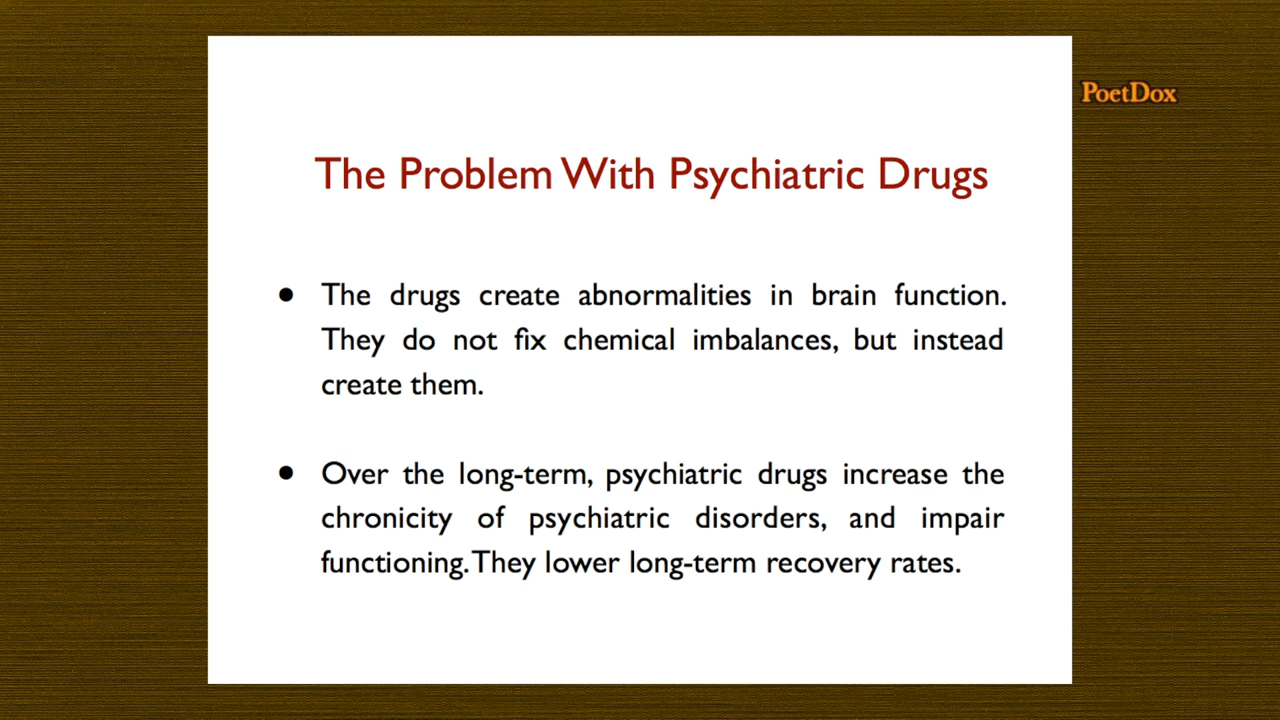 PoetDox
The Problem With Psychiatric Drugs
● The drugs create abnormalities in brain function.
They do not fix chemical imbalances, but instead
create them.
● Over the long-term, psychiatric drugs increase the
chronicity of psychiatric disorders, and impair
functioning. They lower long-term recovery rates.